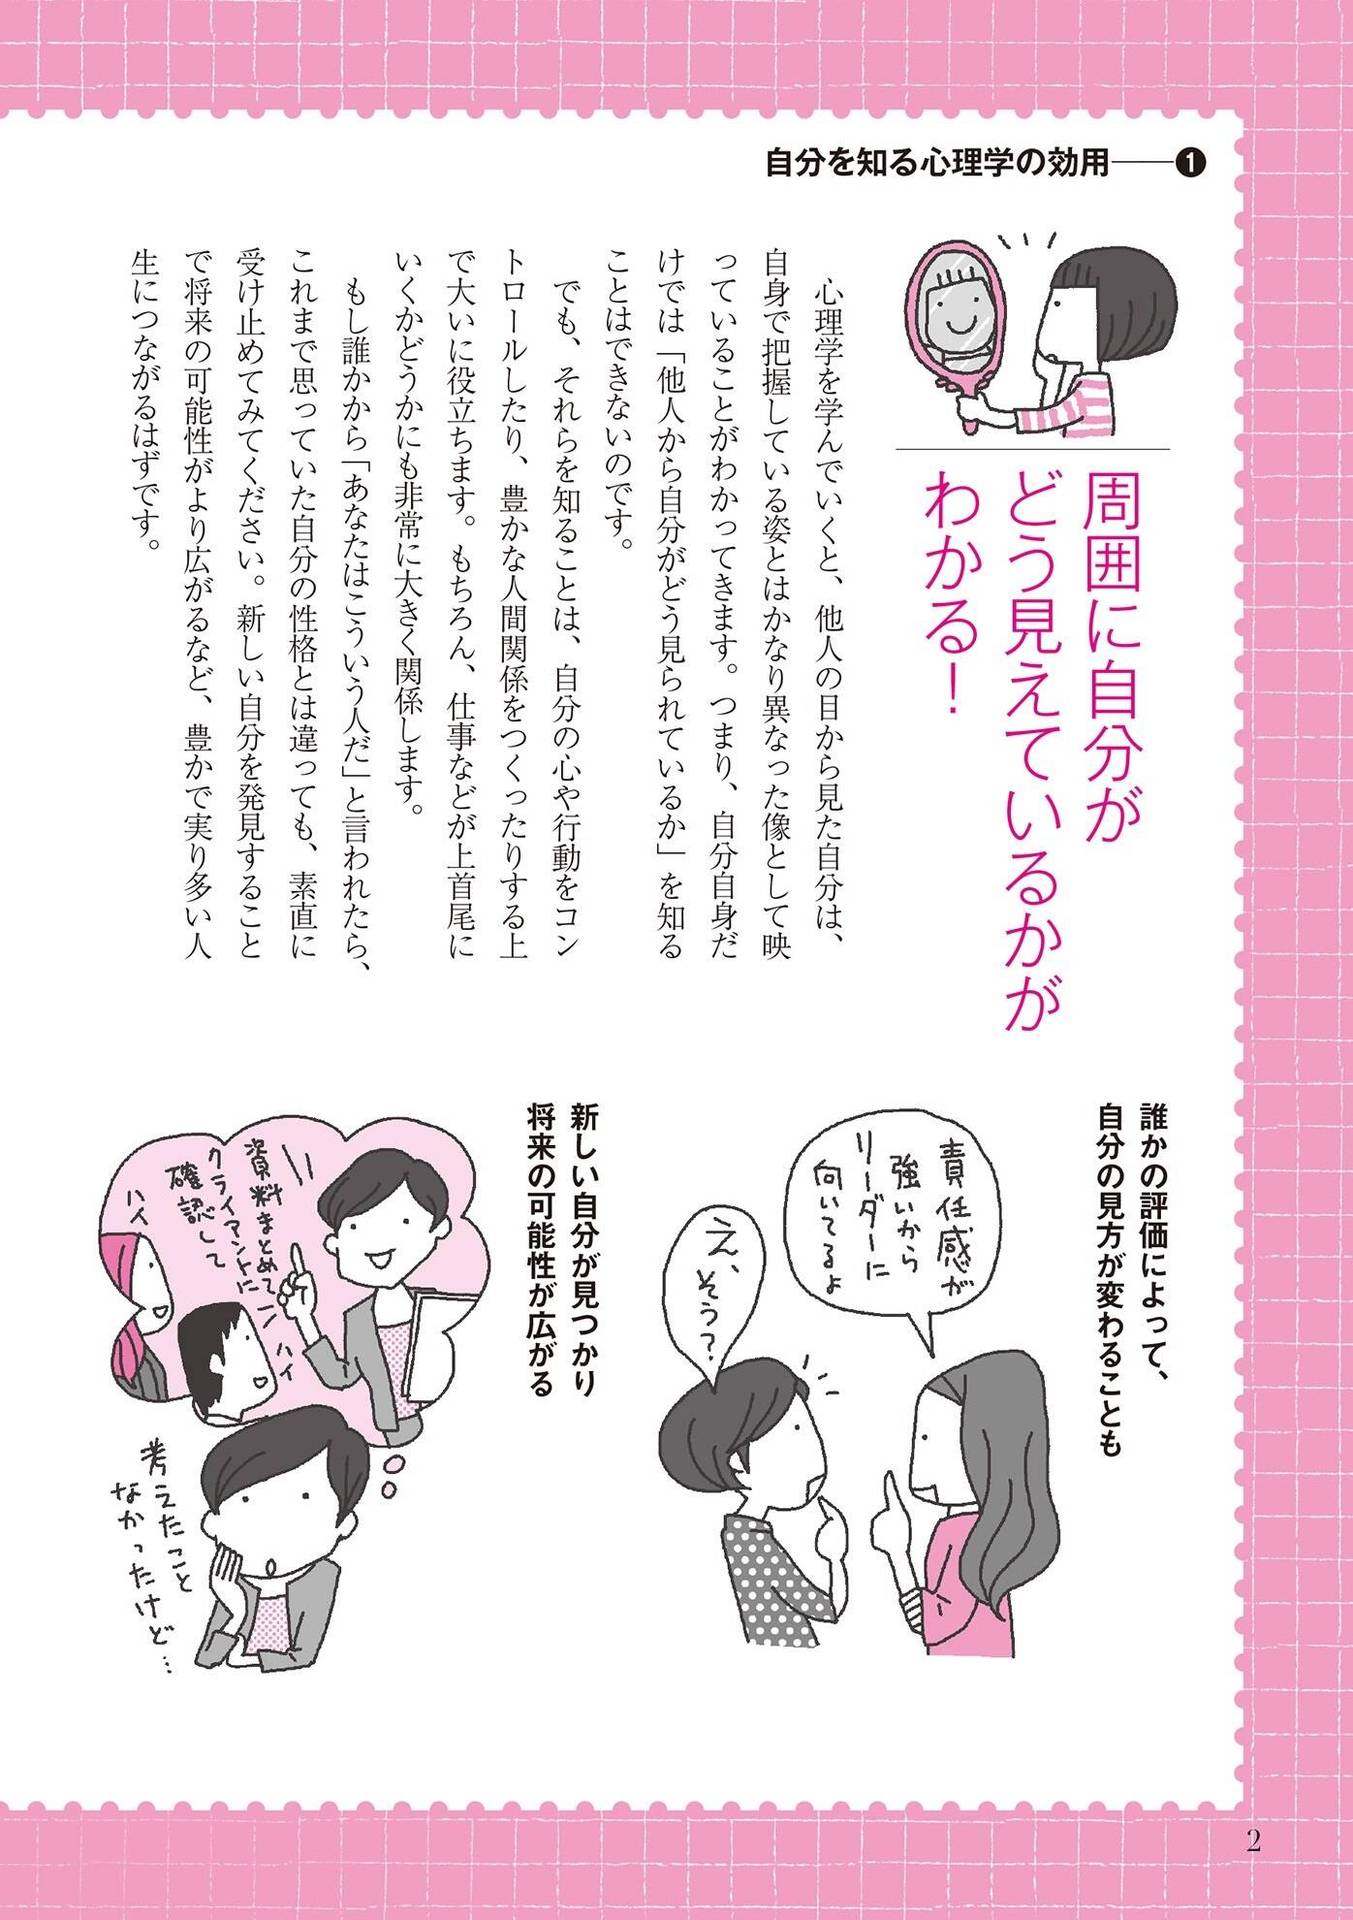 自分を知る心理学の効用――❶
周囲に自分が
どう見えているかが
わかる！
心理学を学んでいくと、他人の目から見た自分は、
自身で把握している姿とはかなり異なった像として映
っていることがわかってきます。つまり、自分自身だ
けでは「他人から自分がどう見られているか」を知る
ことはできないのです。
でも、それらを知ることは、自分の心や行動をコン
トロールしたり、豊かな人間関係をつくったりする上
で大いに役立ちます。もちろん、仕事などが上首尾に
いくかどうかにも非常に大きく関係します。
もし誰かから「あなたはこういう人だ」と言われたら、
これまで思っていた自分の性格とは違っても、素直に
受け止めてみてください。新しい自分を発見すること
で将来の可能性がより広がるなど、豊かで実り多い人
生につながるはずです。
誰かの評価によって、
自分の見方が変わることも
責任感が
強いから
リーダーに
向いてるよ
え、
そう？
新しい自分が見つかり
将来の可能性が広がる
資料まとめて
クライアントに
確認して
ハイ
ハイ
考えたこと
なかったけど…
2